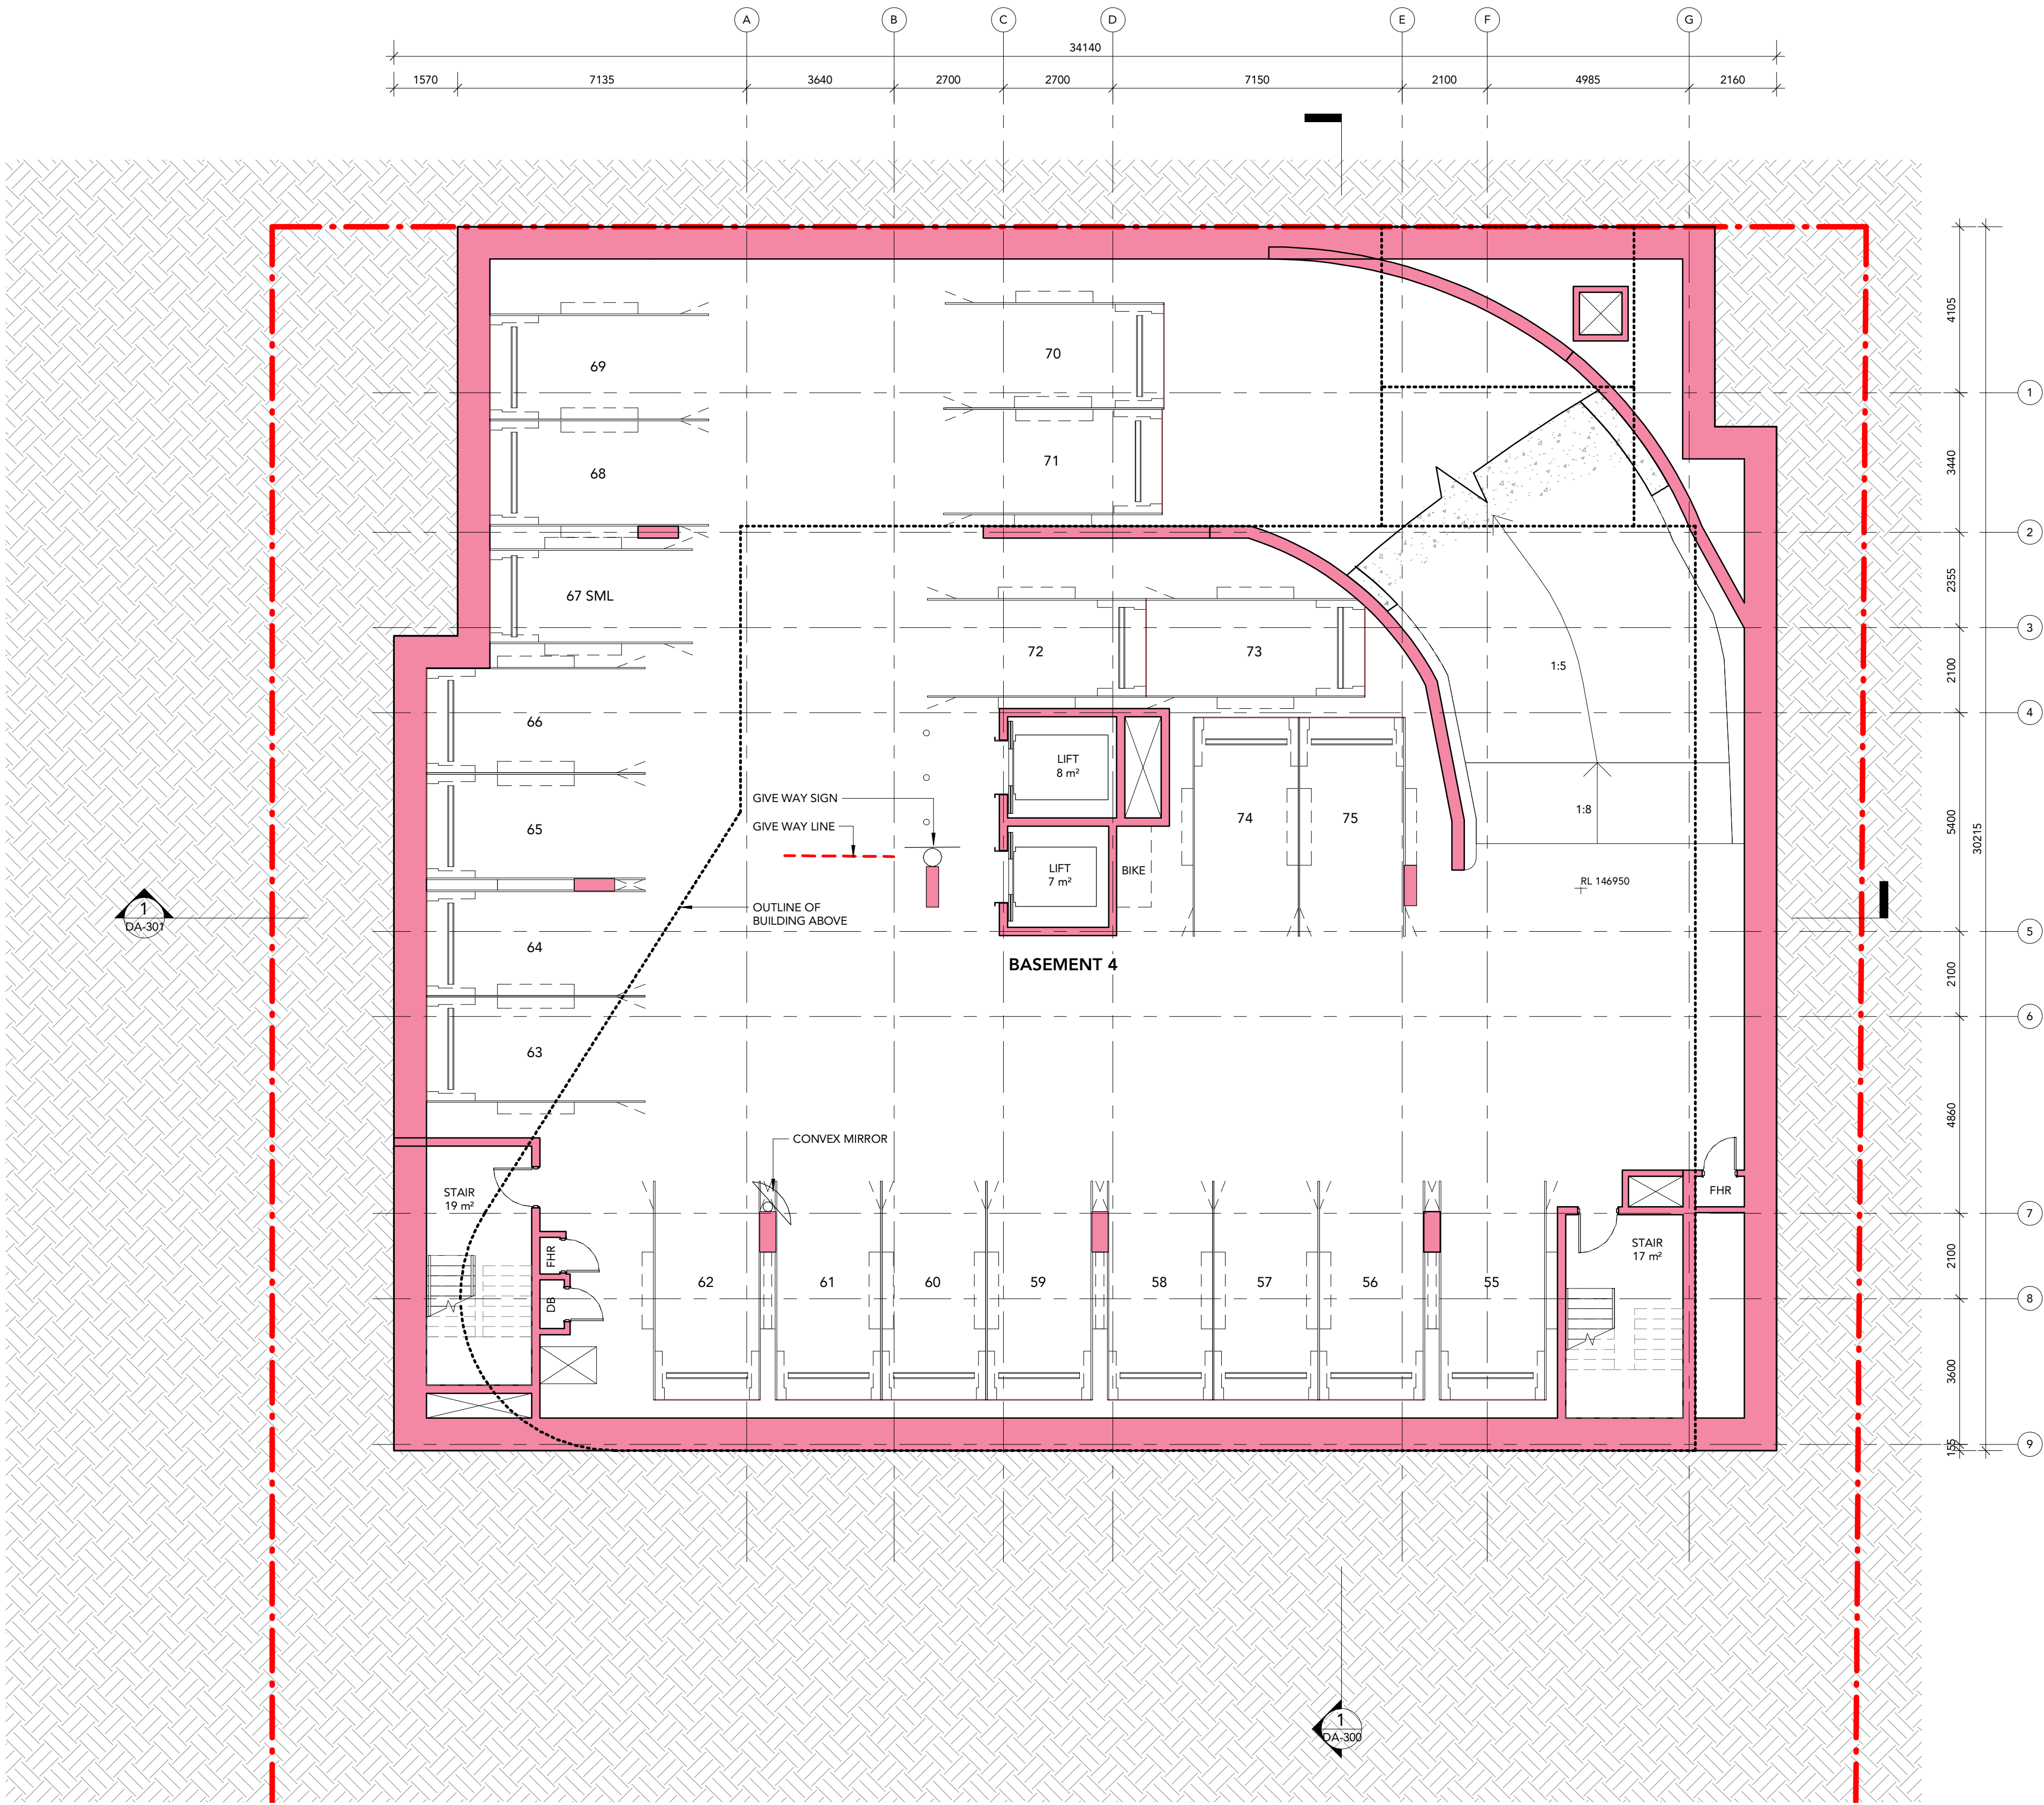 A B C D E F G
34140
1570 7135 3640 2700 2700 7150 2100 4985 2160
4105
69
70
1
68
71
3440
2
67 SML
2355
3
72
73
1:5
2100
66
4
LIFT
8 m²
GIVE WAY SIGN
74
75
1:8
5400
30215
65
GIVE WAY LINE
LIFT
7 m²
BIKE
RL 146950
1
DA-301
OUTLINE OF
BUILDING ABOVE
64
5
BASEMENT 4
2100
6
63
4860
CONVEX MIRROR
STAIR
19 m²
FHR
7
STAIR
17 m²
FHR
2100
62
61
60
59
58
57
56
55
DB
8
3600
155
9
1
DA-300